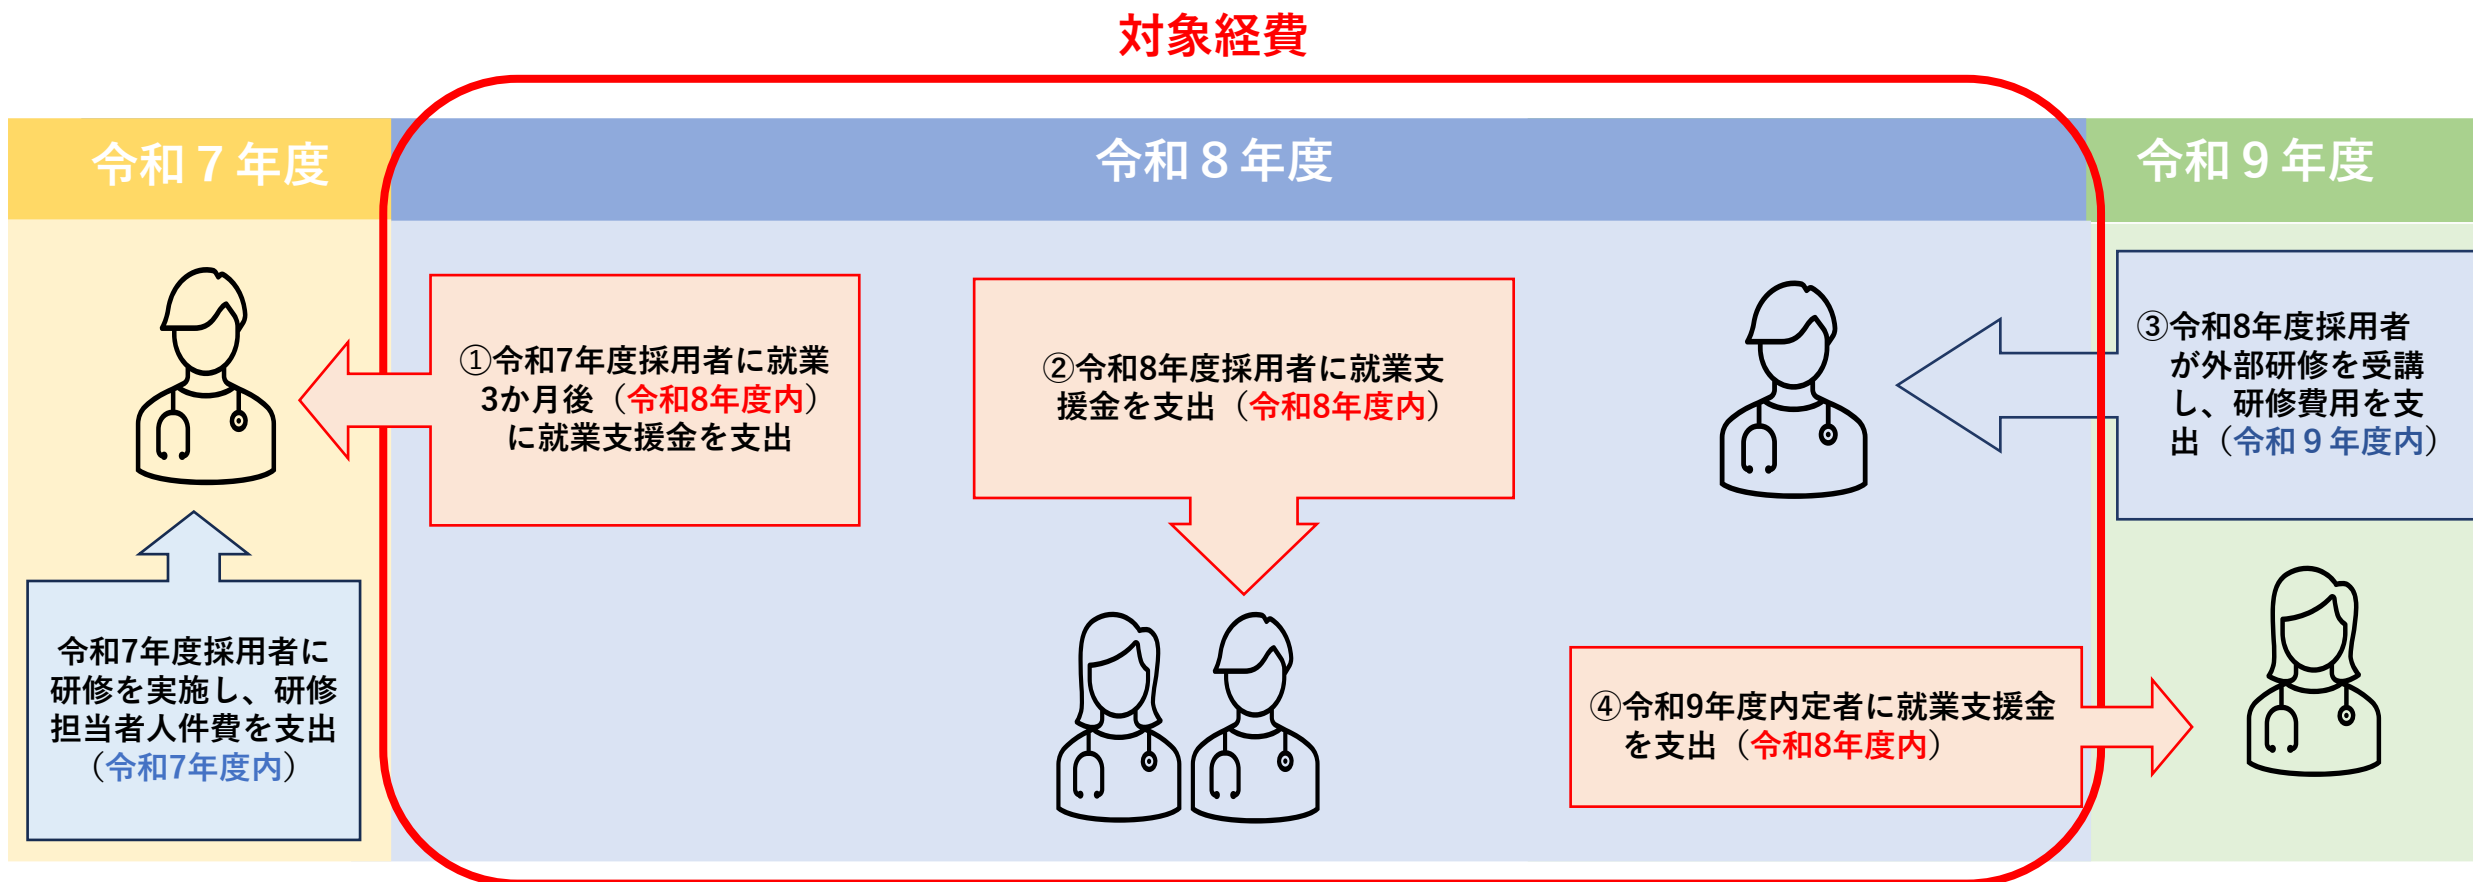 対象経費
令和７年度
令和８年度
令和９年度
①令和7年度採用者に就業
3か月後（令和8年度内）
に就業支援金を支出
②令和8年度採用者に就業支
援金を支出（令和8年度内）
③令和8年度採用者
が外部研修を受講
し、研修費用を支
出（令和９年度内）
令和7年度採用者に
研修を実施し、研修
担当者人件費を支出
（令和7年度内）
④令和9年度内定者に就業支援金
を支出（令和8年度内）